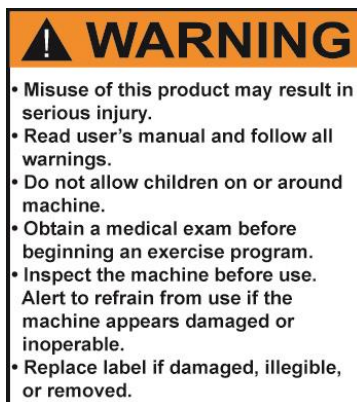 WARNING
• Misuse of this product may result in
serious injury.
• Read user's manual and follow all
warnings.
• Do not allow children on or around
machine.
• Obtain a medical exam before
beginning an exercise program.
• Inspect the machine before use.
Alert to refrain from use if the
machine appears damaged or
inoperable.
• Replace label if damaged, illegible,
or removed.